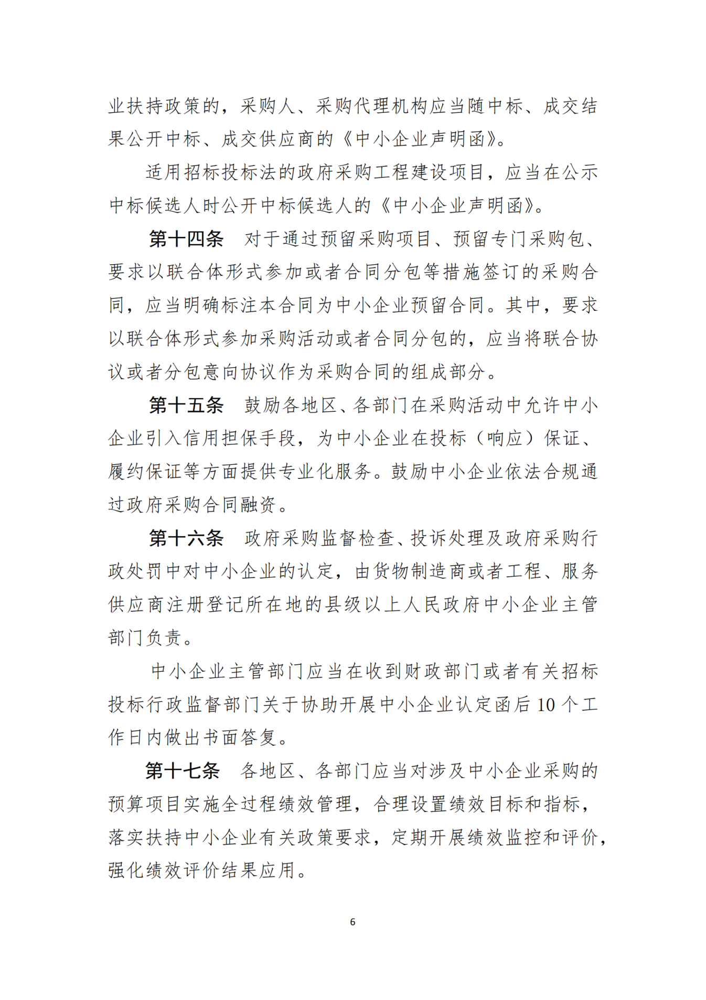 业扶持政策的，采购人、采购代理机构应当随中标、成交结
果公开中标、成交供应商的《中小企业声明函》。
适用招标投标法的政府采购工程建设项目，应当在公示
中标候选人时公开中标候选人的《中小企业声明函》。
第十四条　对于通过预留采购项目、预留专门采购包、
要求以联合体形式参加或者合同分包等措施签订的采购合
同，应当明确标注本合同为中小企业预留合同。其中，要求
以联合体形式参加采购活动或者合同分包的，应当将联合协
议或者分包意向协议作为采购合同的组成部分。
第十五条　鼓励各地区、各部门在采购活动中允许中小
企业引入信用担保手段，为中小企业在投标（响应）保证、
履约保证等方面提供专业化服务。鼓励中小企业依法合规通
过政府采购合同融资。
第十六条　政府采购监督检查、投诉处理及政府采购行
政处罚中对中小企业的认定，由货物制造商或者工程、服务
供应商注册登记所在地的县级以上人民政府中小企业主管
部门负责。
中小企业主管部门应当在收到财政部门或者有关招标
投标行政监督部门关于协助开展中小企业认定函后 10 个工
作日内做出书面答复。
第十七条　各地区、各部门应当对涉及中小企业采购的
预算项目实施全过程绩效管理，合理设置绩效目标和指标，
落实扶持中小企业有关政策要求，定期开展绩效监控和评价，
强化绩效评价结果应用。
6